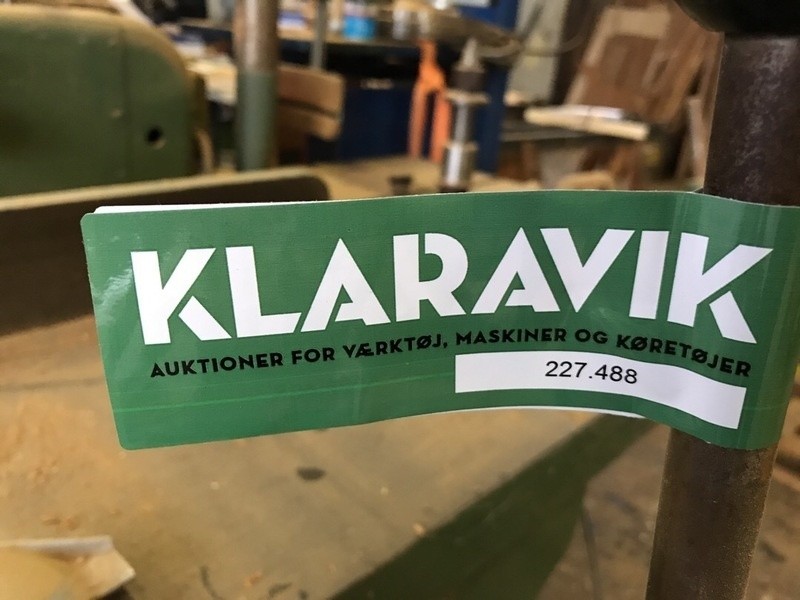 KLARAVIK
AUKTIONER FOR VÆRKTØJ, MASKINER OG KØRETØJER
227.488